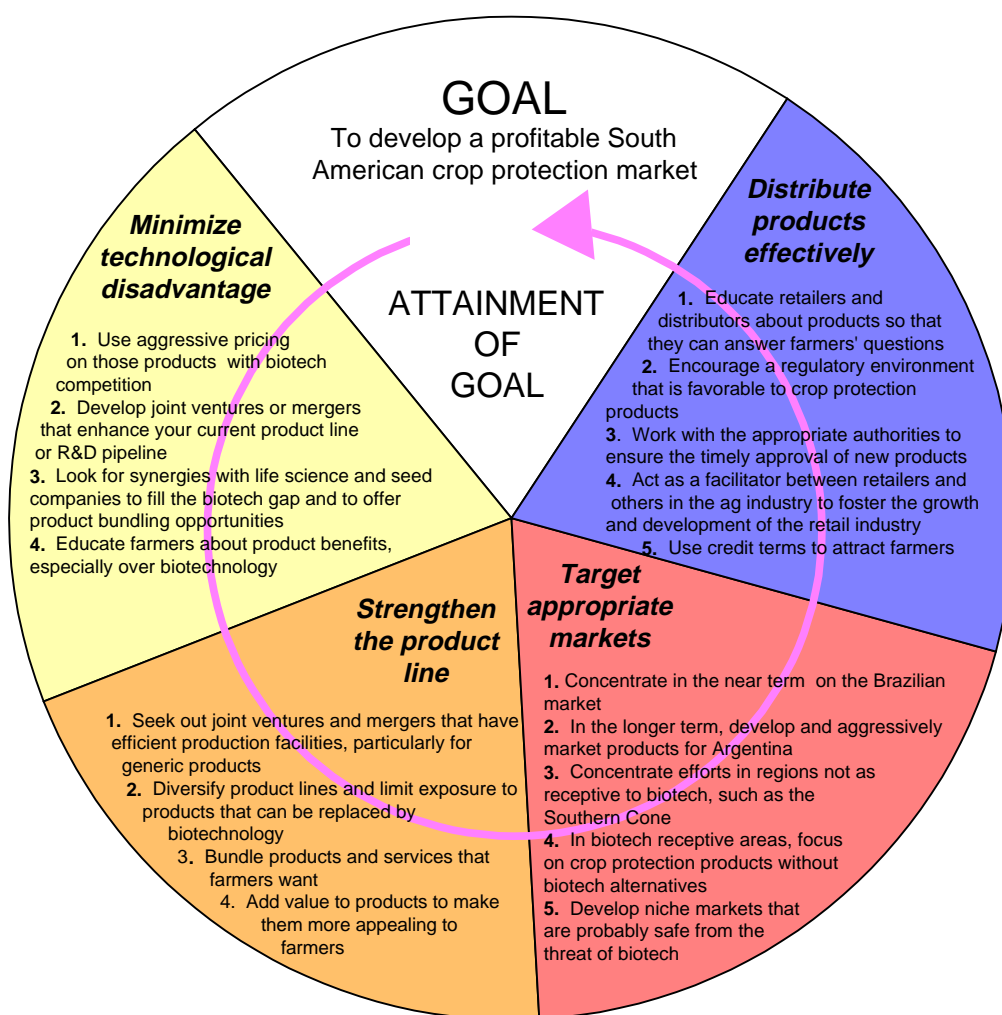 GOAL
To develop a profitable South
American crop protection market
ATTAINMENT
OF
GOAL
Minimize
technological
disadvantage
1. Use aggressive pricing
on those products with biotech
competition
2. Develop joint ventures or mergers
that enhance your current product line
or R&D pipeline
3. Look for synergies with life science and seed
companies to fill the biotech gap and to offer
product bundling opportunities
4. Educate farmers about product benefits,
especially over biotechnology
Strengthen
the product
line
1. Seek out joint ventures and mergers that have
efficient production facilities, particularly for
generic products
2. Diversify product lines and limit exposure to
products that can be replaced by
biotechnology
3. Bundle products and services that
farmers want
4. Add value to products to make
them more appealing to
farmers
Target
appropriate
markets
1. Concentrate in the near term on the Brazilian
market
2. In the longer term, develop and aggressively
market products for Argentina
3. Concentrate efforts in regions not as
receptive to biotech, such as the
Southern Cone
4. In biotech receptive areas, focus
on crop protection products without
biotech alternatives
5. Develop niche markets that
are probably safe from the
threat of biotech
Distribute
products
effectively
1. Educate retailers and
distributors about products so that
they can answer farmers' questions
2. Encourage a regulatory environment
that is favorable to crop protection
products
3. Work with the appropriate authorities to
ensure the timely approval of new products
4. Act as a facilitator between retailers and
others in the ag industry to foster the growth
and development of the retail industry
5. Use credit terms to attract farmers